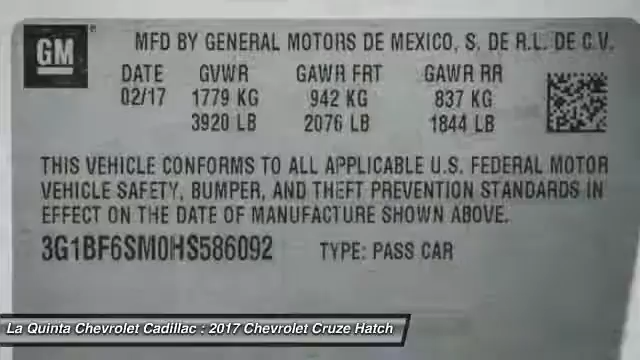 GM ® MFD BY GENERAL MOTORS DE MEXICO, S. DE R.L. DE C.V.
DATE GVWR GAWR FRT GAWR RR
02/17 1779 KG 942 KG 837 KG
3920 LB 2076 LB 1844 LB
THIS VEHICLE CONFORMS TO ALL APPLICABLE U.S. FEDERAL MOTOR
VEHICLE SAFETY, BUMPER, AND THEFT PREVENTION STANDARDS IN
EFFECT ON THE DATE OF MANUFACTURE SHOWN ABOVE.
3G1BF6SM0HS586092 TYPE: PASS CAR
La Quinta Chevrolet Cadillac : 2017 Chevrolet Cruze Hatch